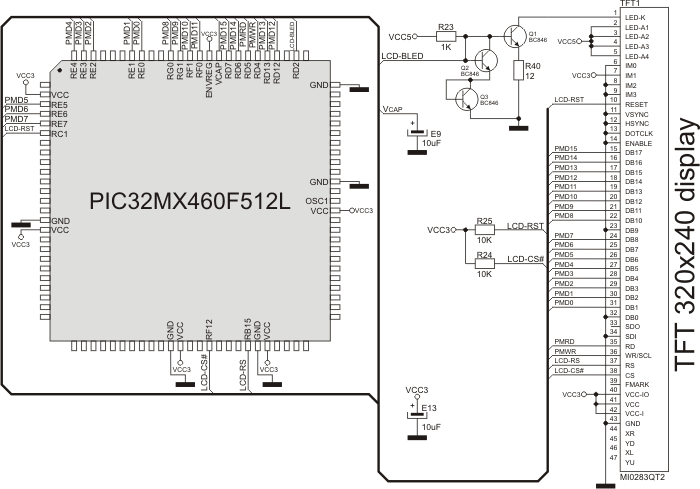 PMD4
PMD3
PMD2
PMD1
PMD0
PMD8
PMD9
PMD10
PMD11
VCC3
PMD15
PMD14
PMRD
PMWR
PMD13
PMD12
LCD-BLED
RE4
RE3
RE2
RE1
RE0
RG0
RG1
RF1
RF0
ENVREG
VCAP
RD7
RD6
RD5
RD4
RD13
RD12
RD2
VCC3
PMD5
PMD6
PMD7
LCD-RST
VCC
RE5
RE6
RE7
RC1
GND
GND
OSC1
VCC
VCC3
PIC32MX460F512L
GND
VCC
VCC3
GND
VCC
RF12
RB15
GND
VCC
VCC3
LCD-CS#
LCD-RS
VCC3
VCC5
R23
1K
LCD-BLED
Q1
BC846
Q2
BC846
Q3
BC846
R40
12
VCAP
E9
10uF
VCC3
R25
10K
LCD-RST
R24
10K
LCD-CS#
VCC3
E13
10uF
TFT1
1 LED-K
2 LED-A1
3 LED-A2
VCC5
4 LED-A3
5 LED-A4
6 IM0
VCC3 7 IM1
8 IM2
9 IM3
LCD-RST 10 RESET
11 VSYNC
12 HSYNC
13 DOTCLK
14 ENABLE
PMD15 15 DB17
PMD14 16 DB16
PMD13 17 DB15
PMD12 18 DB14
PMD11 19 DB13
PMD10 20 DB12
PMD9 21 DB11
PMD8 22 DB10
23 DB9
PMD7 24 DB8
PMD6 25 DB7
PMD5 26 DB6
PMD4 27 DB5
PMD3 28 DB4
PMD2 29 DB3
PMD1 30 DB2
PMD0 31 DB1
32 DB0
33 SDO
34 SDI
PMRD 35 RD
PMWR 36 WR/SCL
LCD-RS 37 RS
LCD-CS# 38 CS
39 FMARK
VCC3 40 VCC-IO
41 VCC
42 VCC-I
43 GND
44 XR
45 YD
46 XL
47 YU
MI0283QT2
TFT 320x240 display